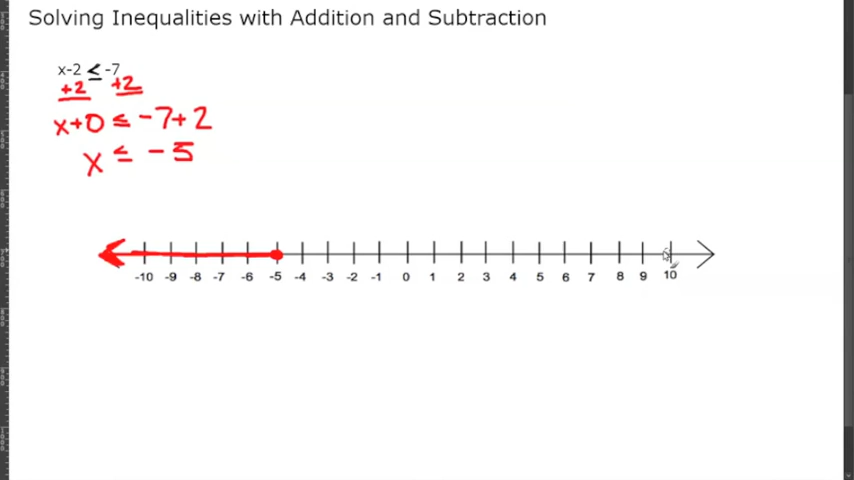 Solving Inequalities with Addition and Subtraction
x-2 ≤ -7
+2 +2
x+0 ≤ -7+2
x ≤ -5
-10 -9 -8 -7 -6 -5 -4 -3 -2 -1 0 1 2 3 4 5 6 7 8 9 10